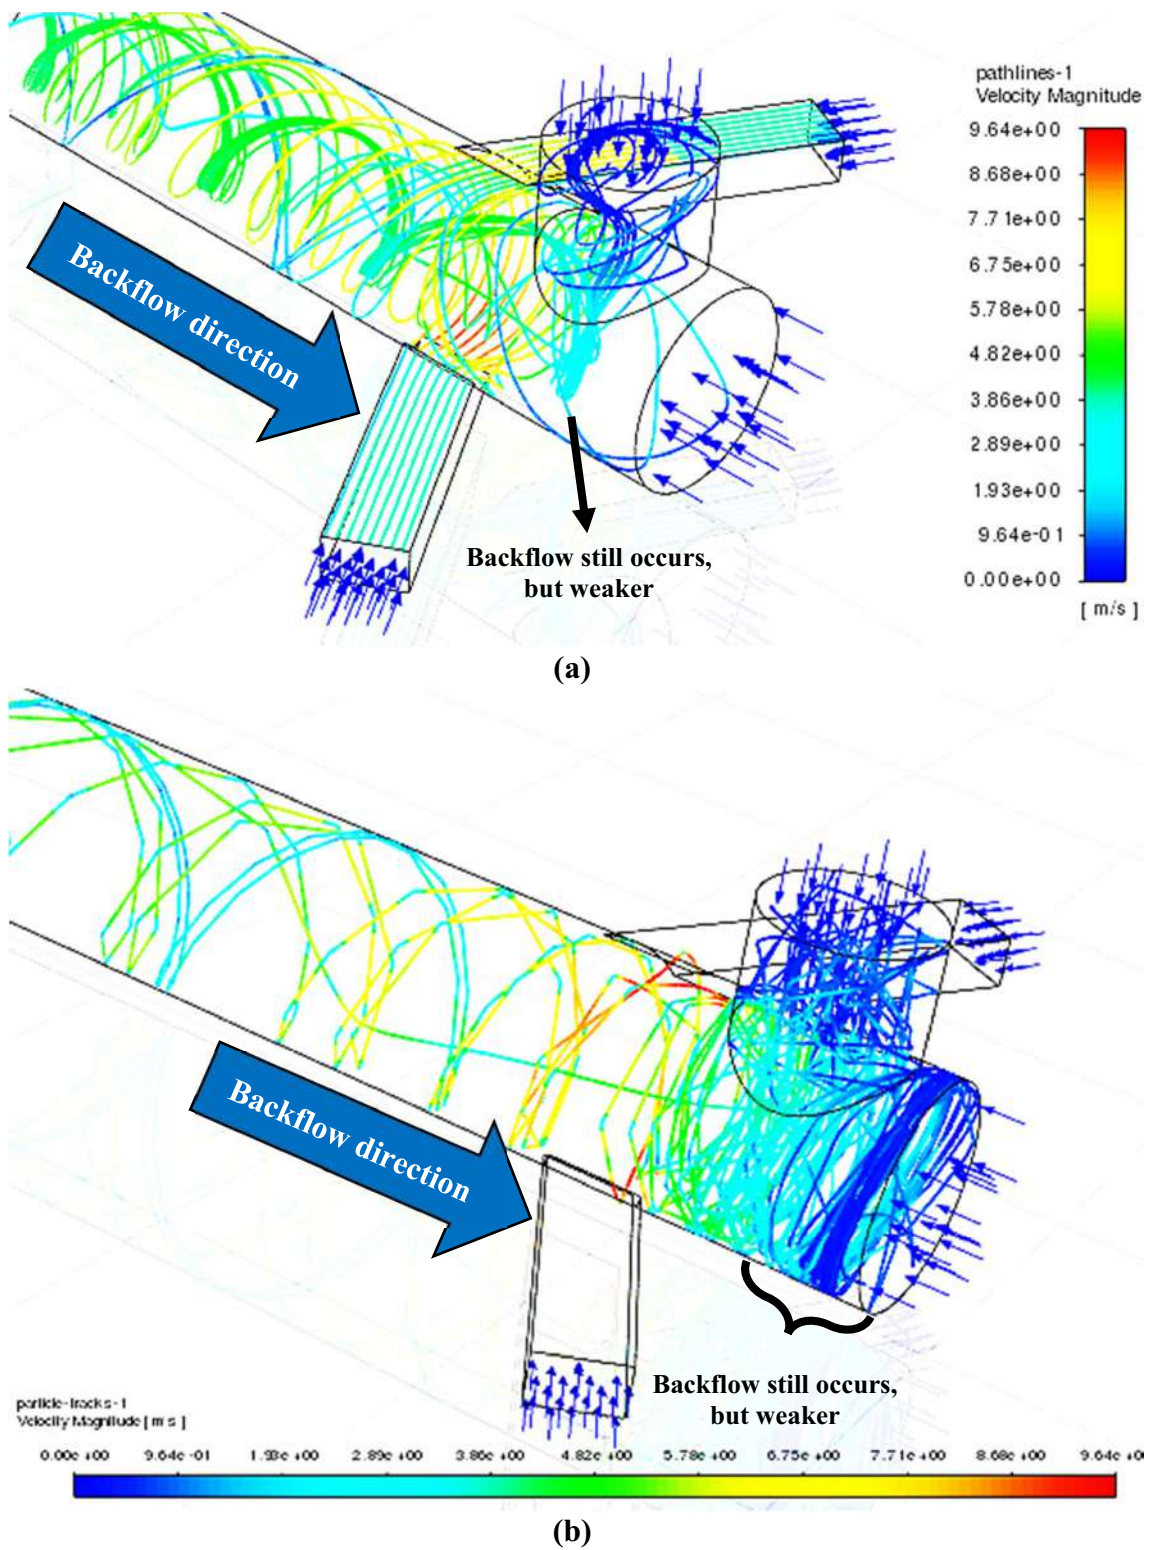 pathlines-1
Velocity Magnitude
9.64e+00
8.68e+00
7.71e+00
6.75e+00
5.78e+00
4.82e+00
3.86e+00
2.89e+00
1.93e+00
9.64e-01
0.00e+00
[ m/s ]
Backflow direction
Backflow still occurs,
but weaker
(a)
Backflow direction
Backflow still occurs,
but weaker
particle-tracks-1
Velocity Magnitude [ m s ]
0.00e+00 9.04e-01 1.93e+00 2.89e+00 3.86e+00 4.82e+00 5.78e+00 6.75e+00 7.71e+00 8.68e+00 9.04e+0
(b)